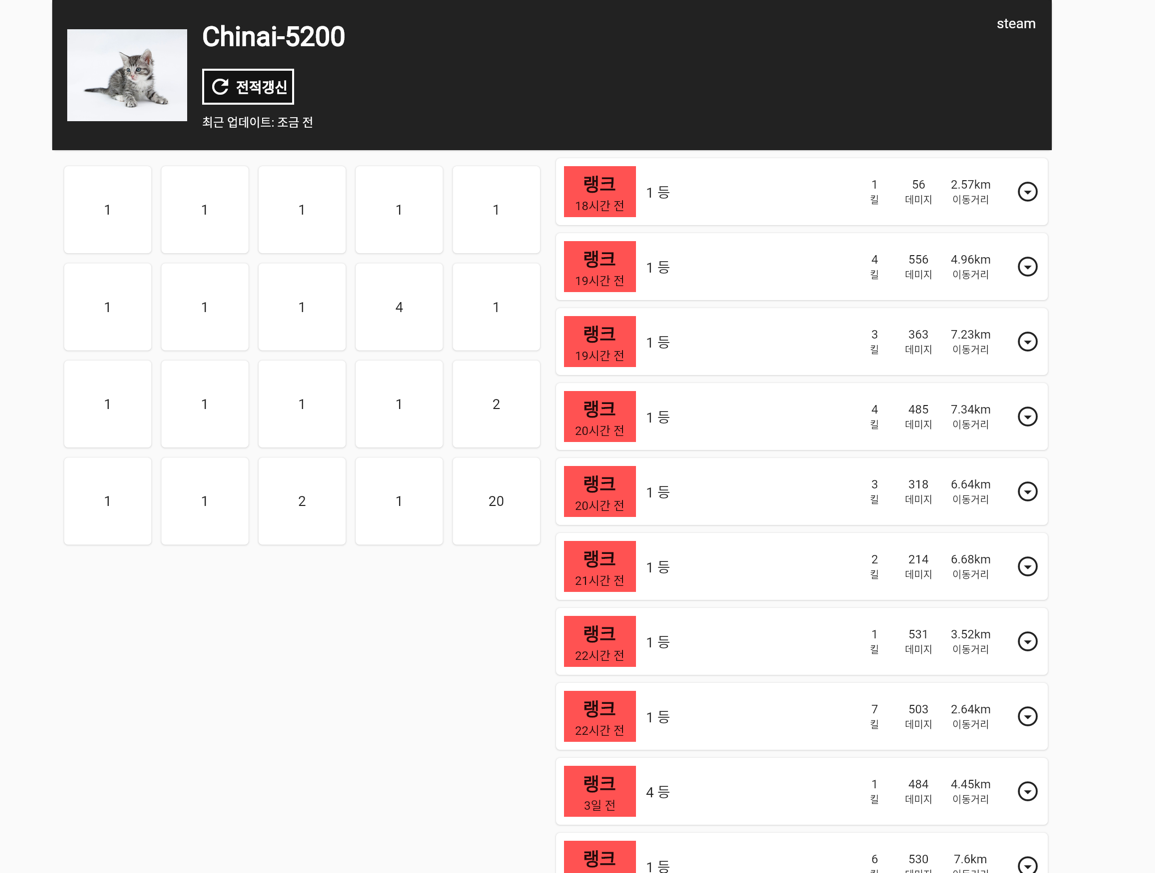 Chinai-5200
steam
전적갱신
최근 업데이트: 조금 전
1 1 1 1 1
1 1 1 4 1
1 1 1 1 2
1 1 2 1 20
랭크
18시간 전
1 등
1 56 2.57km
킬 데미지 이동거리
랭크
19시간 전
1 등
4 556 4.96km
킬 데미지 이동거리
랭크
19시간 전
1 등
3 363 7.23km
킬 데미지 이동거리
랭크
20시간 전
1 등
4 485 7.34km
킬 데미지 이동거리
랭크
20시간 전
1 등
3 318 6.64km
킬 데미지 이동거리
랭크
21시간 전
1 등
2 214 6.68km
킬 데미지 이동거리
랭크
22시간 전
1 등
1 531 3.52km
킬 데미지 이동거리
랭크
22시간 전
1 등
7 503 2.64km
킬 데미지 이동거리
랭크
3일 전
4 등
1 484 4.45km
킬 데미지 이동거리
랭크
1 등
6 530 7.6km
킬 데미지 이동거리